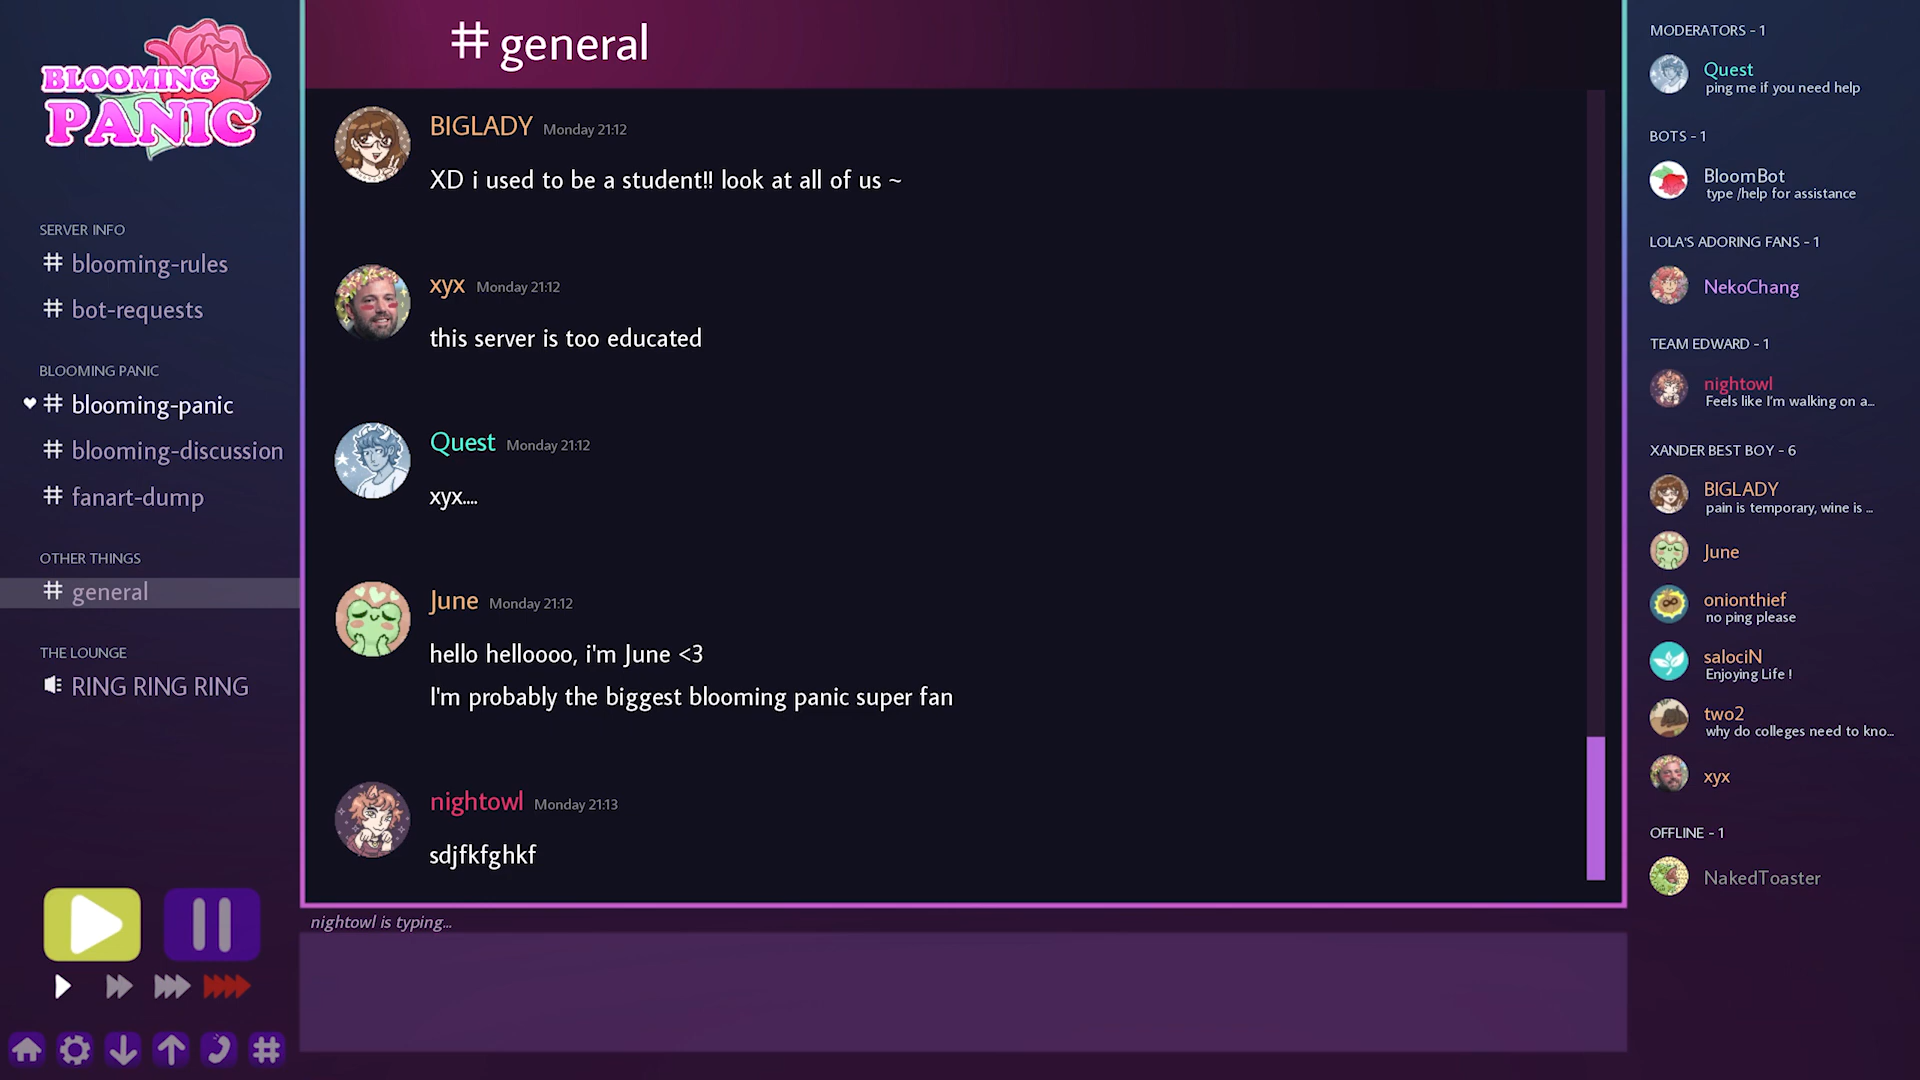 BLOOMING
PANIC
SERVER INFO
# blooming-rules
# bot-requests
BLOOMING PANIC
# blooming-panic
# blooming-discussion
# fanart-dump
OTHER THINGS
# general
THE LOUNGE
RING RING RING
# general
BIGLADY Monday 21:12
XD i used to be a student!! look at all of us ~
xyx Monday 21:12
this server is too educated
Quest Monday 21:12
xyx....
June Monday 21:12
hello helloooo, i'm June <3
I'm probably the biggest blooming panic super fan
nightowl Monday 21:13
sdjfkfghkf
nightowl is typing...
MODERATORS - 1
Quest
ping me if you need help
BOTS - 1
BloomBot
type /help for assistance
LOLA'S ADORING FANS - 1
NekoChang
TEAM EDWARD - 1
nightowl
Feels like I'm walking on a...
XANDER BEST BOY - 6
BIGLADY
pain is temporary, wine is ...
June
onionthief
no ping please
salociN
Enjoying Life !
two2
why do colleges need to kno...
xyx
OFFLINE - 1
NakedToaster